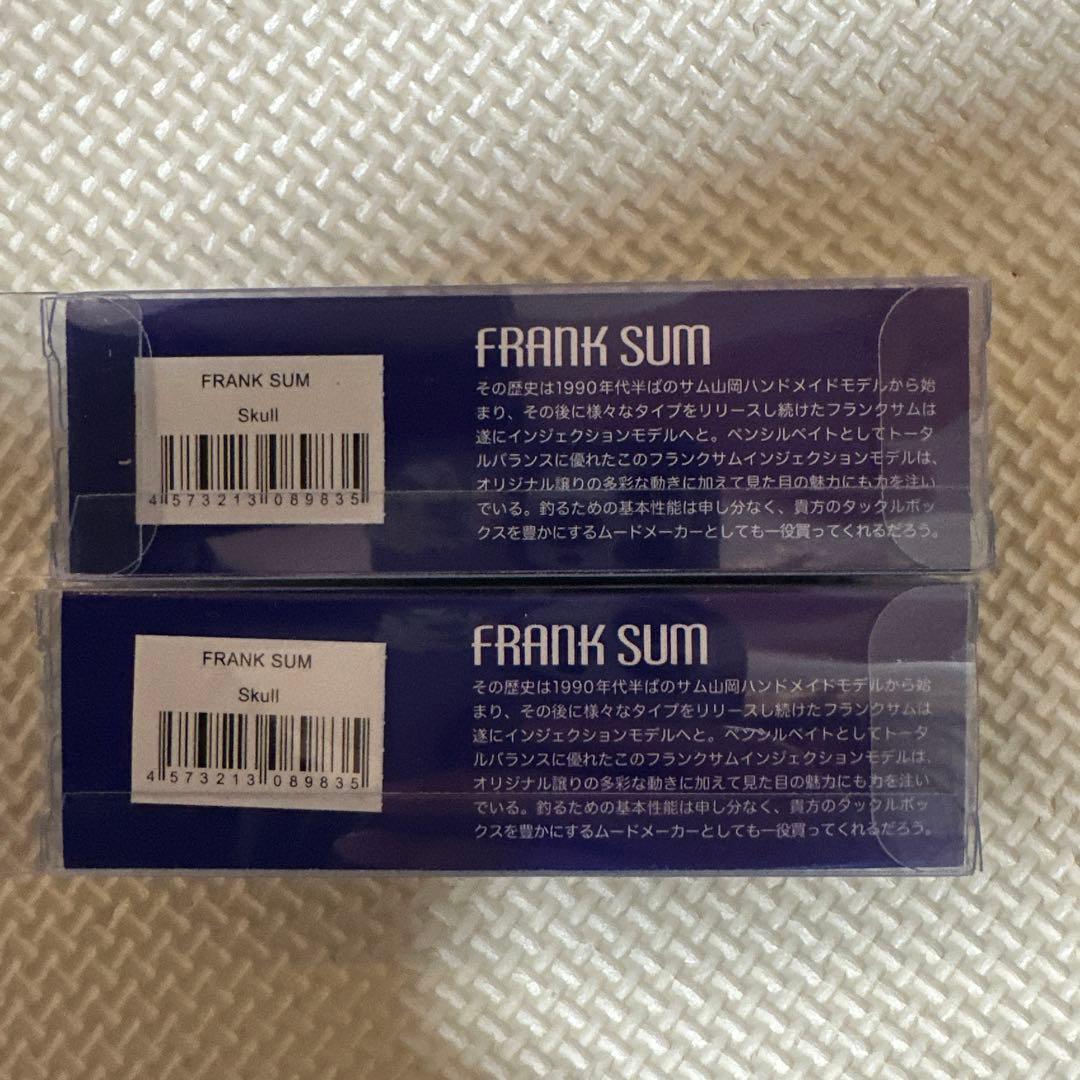 FRANK SUM
Skull
4 573213 089835
FRANK SUM
その歴史は1990年代半ばのサム山岡ハンドメイドモデルから始
まり、その後に様々なタイプをリリースし続けたフランクサムは
遂にインジェクションモデルへと。ペンシルベイトとしてトータ
ルバランスに優れたこのフランクサムインジェクションモデルは、
オリジナル譲りの多彩な動きに加えて見た目の魅力にも力を注い
でいる。釣るための基本性能は申し分なく、貴方のタックルボッ
クスを豊かにするムードメーカーとしても一役買ってくれるだろう。
FRANK SUM
Skull
4 573213 089835
FRANK SUM
その歴史は1990年代半ばのサム山岡ハンドメイドモデルから始
まり、その後に様々なタイプをリリースし続けたフランクサムは
遂にインジェクションモデルへと。ペンシルベイトとしてトータ
ルバランスに優れたこのフランクサムインジェクションモデルは、
オリジナル譲りの多彩な動きに加えて見た目の魅力にも力を注い
でいる。釣るための基本性能は申し分なく、貴方のタックルボッ
クスを豊かにするムードメーカーとしても一役買ってくれるだろう。